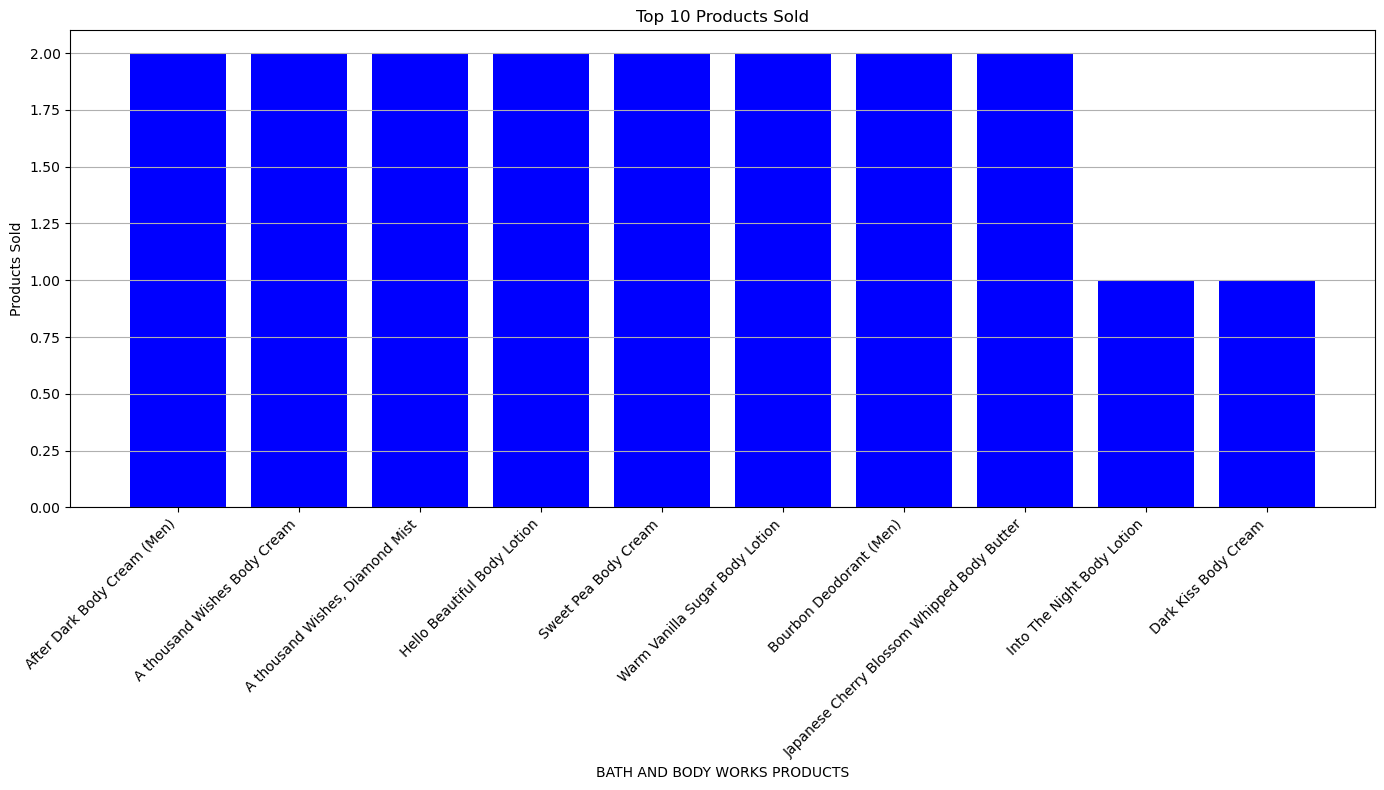 Top 10 Products Sold
Products Sold
2.00
1.75
1.50
1.25
1.00
0.75
0.50
0.25
0.00
After Dark Body Cream (Men)
A thousand Wishes Body Cream
A thousand Wishes, Diamond Mist
Hello Beautiful Body Lotion
Sweet Pea Body Cream
Warm Vanilla Sugar Body Lotion
Bourbon Deodorant (Men)
Japanese Cherry Blossom Whipped Body Butter
Into The Night Body Lotion
Dark Kiss Body Cream
BATH AND BODY WORKS PRODUCTS